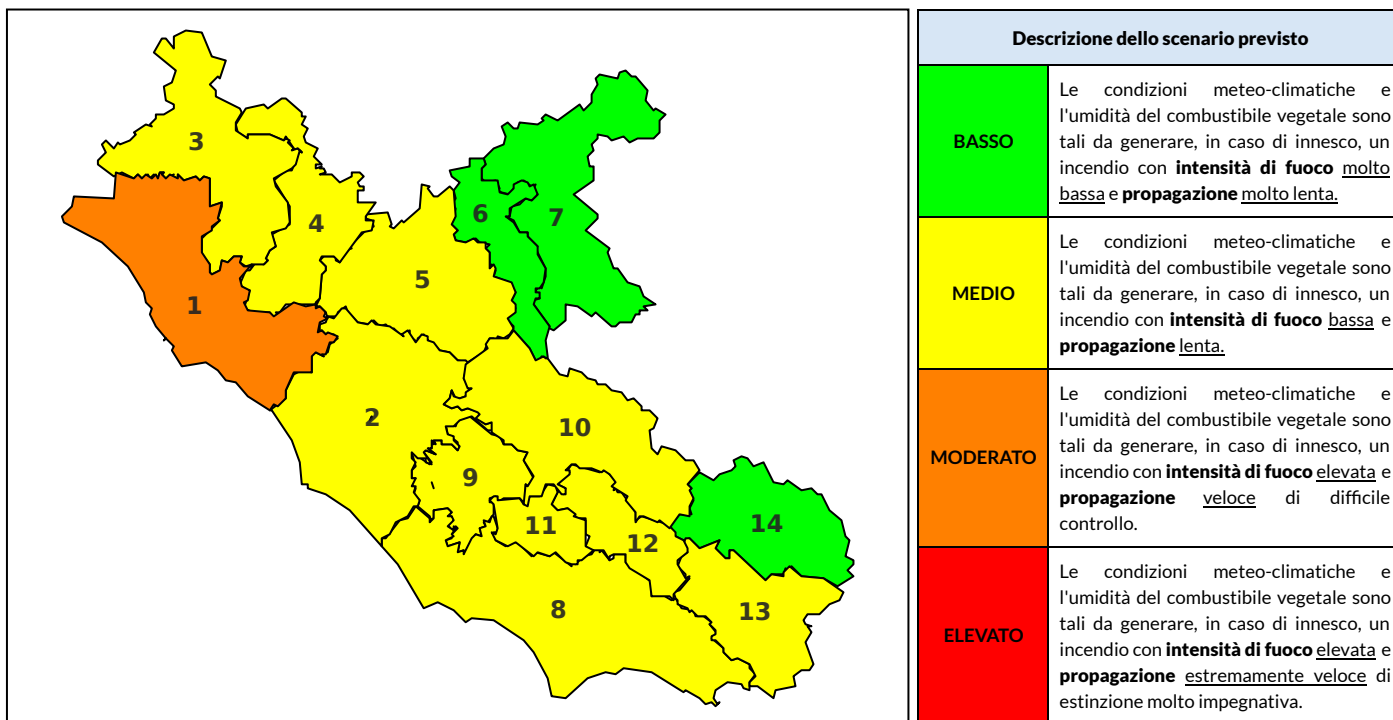 3
4
6
7
5
1
2
10
9
11
12
14
8
13
Descrizione dello scenario previsto
BASSO
Le condizioni meteo-climatiche e
l'umidità del combustibile vegetale sono
tali da generare, in caso di innesco, un
incendio con intensità di fuoco molto
bassa e propagazione molto lenta.
MEDIO
Le condizioni meteo-climatiche e
l'umidità del combustibile vegetale sono
tali da generare, in caso di innesco, un
incendio con intensità di fuoco bassa e
propagazione lenta.
MODERATO
Le condizioni meteo-climatiche e
l'umidità del combustibile vegetale sono
tali da generare, in caso di innesco, un
incendio con intensità di fuoco elevata e
propagazione veloce di difficile
controllo.
ELEVATO
Le condizioni meteo-climatiche e
l'umidità del combustibile vegetale sono
tali da generare, in caso di innesco, un
incendio con intensità di fuoco elevata e
propagazione estremamente veloce di
estinzione molto impegnativa.